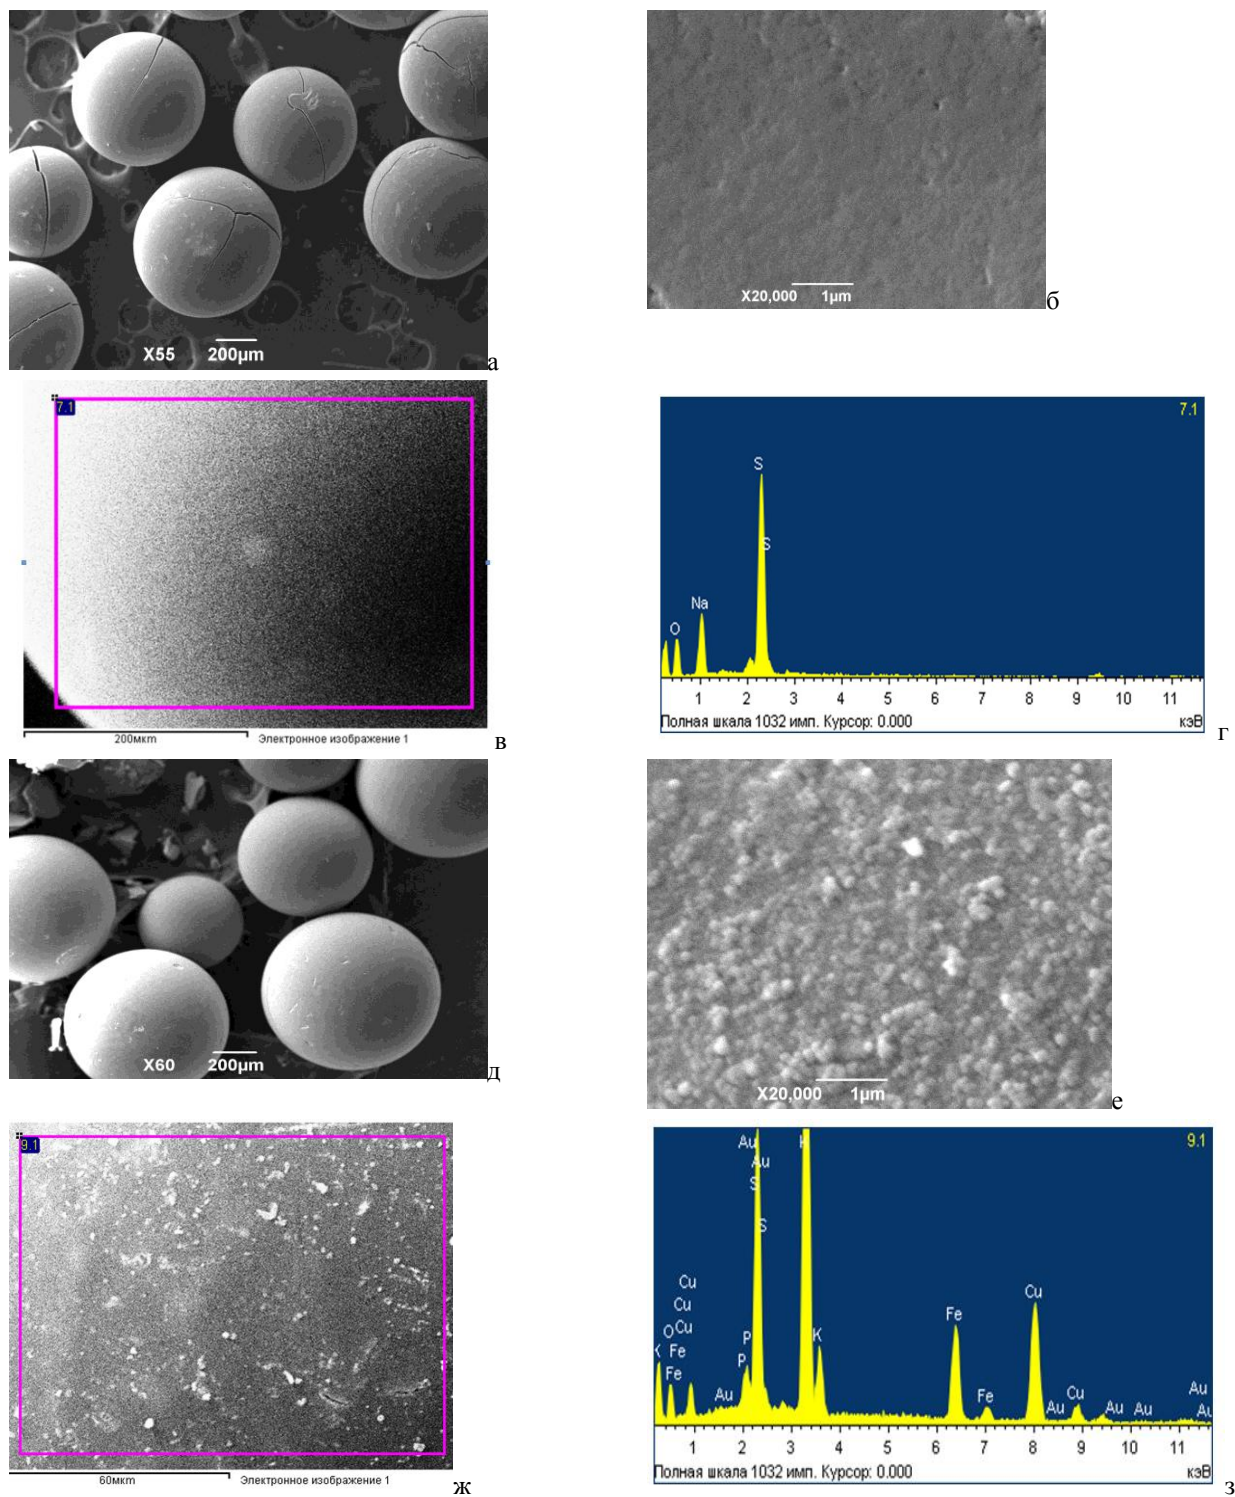 X55 200µm
а
X20,000 1µm
б
7.1
200мкm Электронное изображение 1
в
7.1
S
S
Na
O
1 2 3 4 5 6 7 8 9 10 11
Полная шкала 1032 имп. Курсор: 0.000 кэВ
г
X60 200µm
д
X20,000 1µm
е
9.1
60мкm Электронное изображение 1
ж
9.1
Au
Au
S
S
K
Cu
Cu
O Cu
K Fe
Fe
Au
P
P
K
Fe
Fe
Cu
Au
Cu
Au
Au
Au
Au
1 2 3 4 5 6 7 8 9 10 11
Полная шкала 1032 имп. Курсор: 0.000 кэВ
з